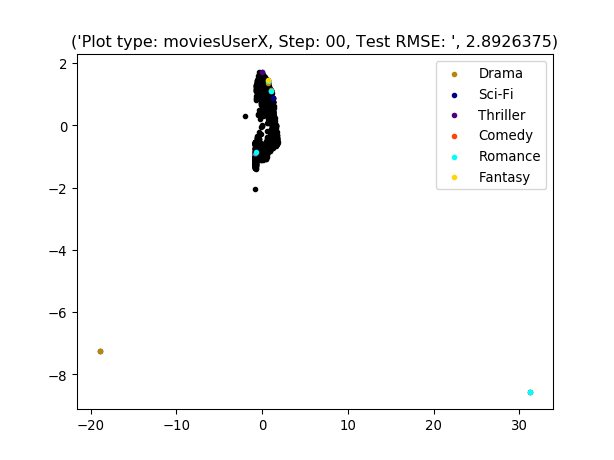 ('Plot type: moviesUserX, Step: 00, Test RMSE: ', 2.8926375)
2
0
−2
−4
−6
−8
−20
−10
0
10
20
30
Drama
Sci-Fi
Thriller
Comedy
Romance
Fantasy